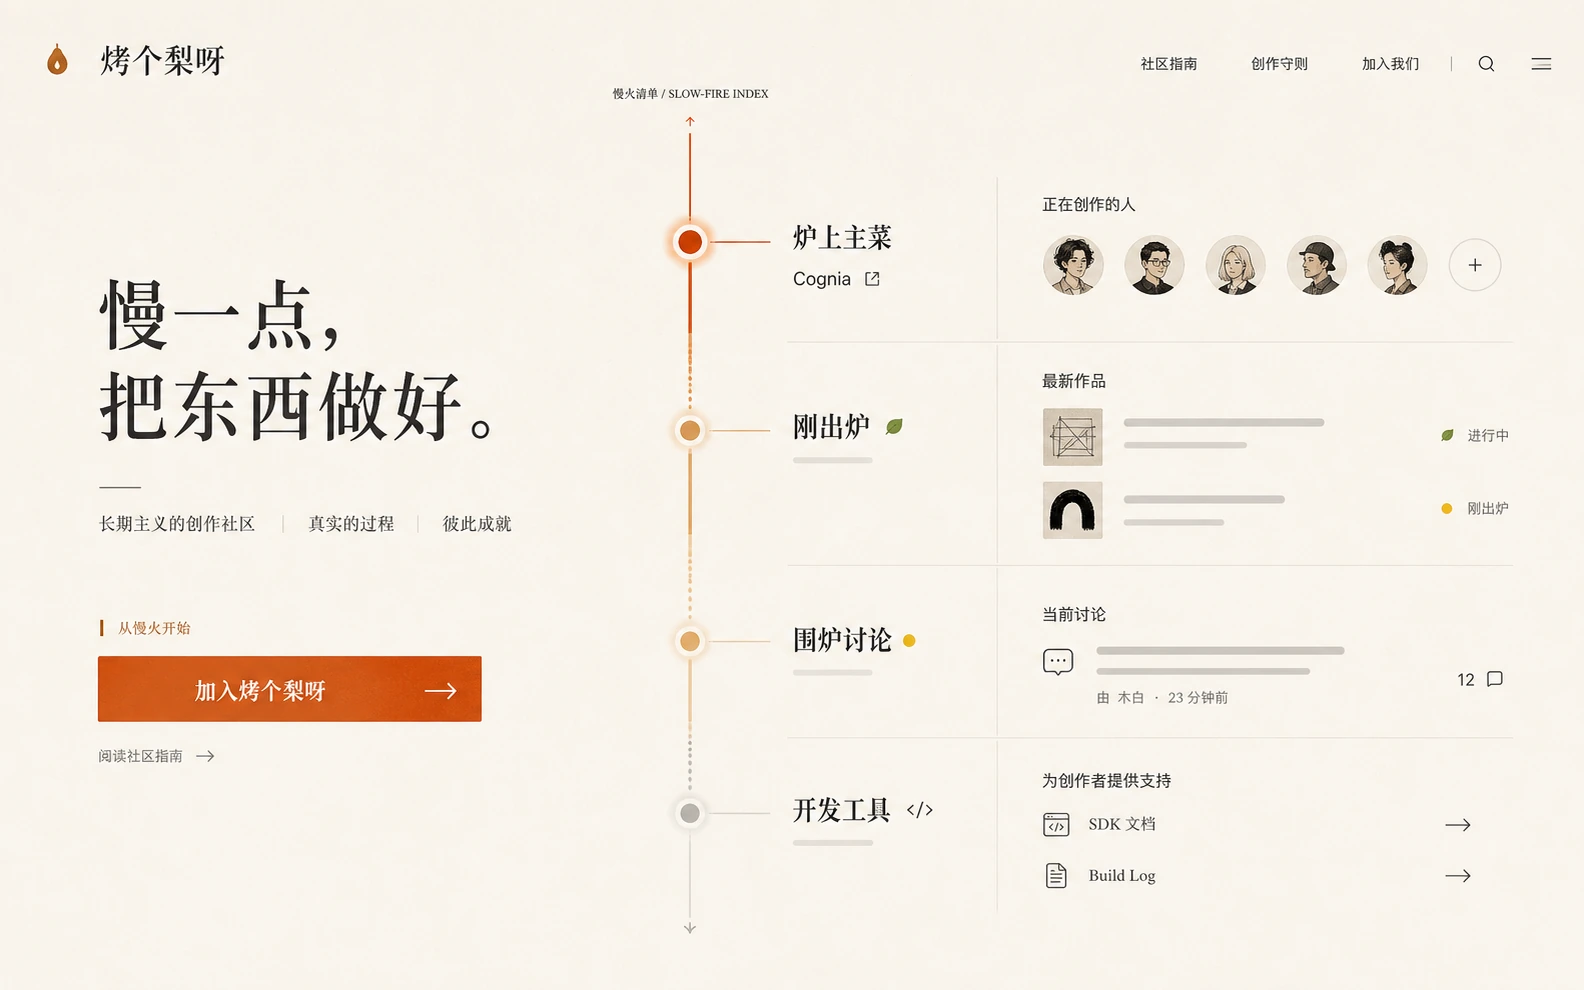 烤个梨呀
社区指南
创作守则
加入我们
慢火清单 / SLOW-FIRE INDEX
慢一点，
把东西做好。
长期主义的创作社区
真实的过程
彼此成就
从慢火开始
加入烤个梨呀
阅读社区指南
炉上主菜
Cognia
正在创作的人
刚出炉
最新作品
进行中
刚出炉
围炉讨论
当前讨论
由 木白 · 23 分钟前
12
开发工具 </>
为创作者提供支持
SDK 文档
Build Log